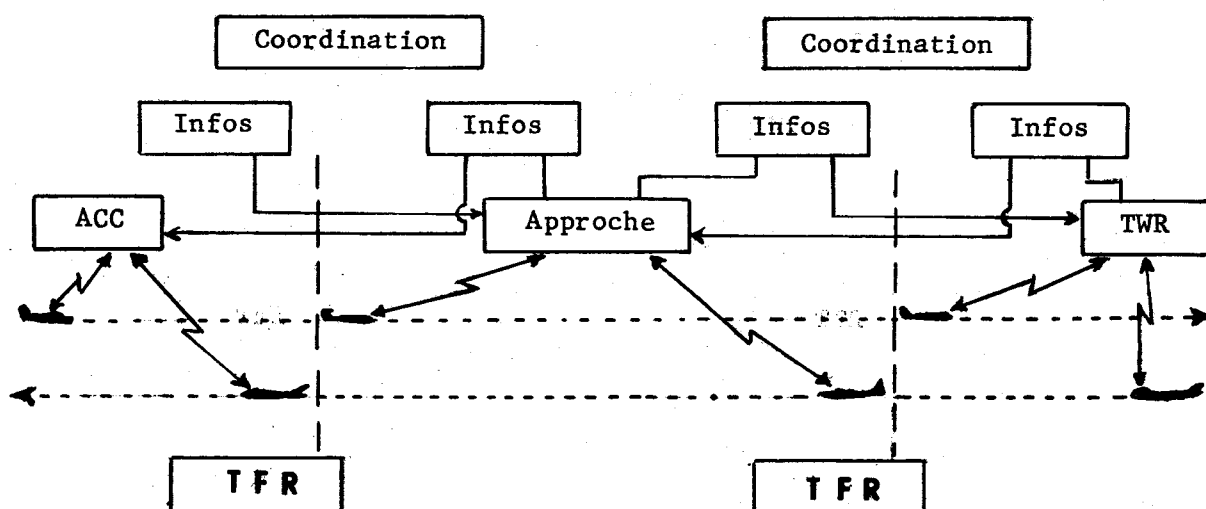 Coordination
Coordination
Infos
Infos
Infos
Infos
ACC
Approche
TWR
TFR
TFR